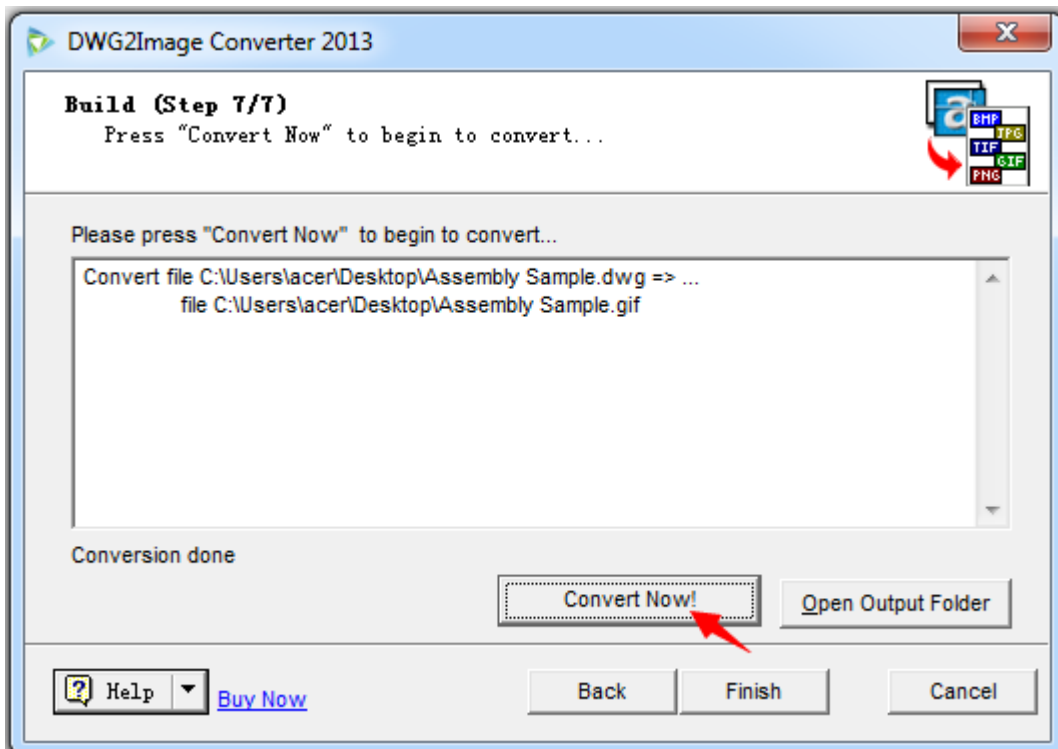 DWG2Image Converter 2013
Build (Step 7/7)
Press "Convert Now" to begin to convert...
a
BMP
JPG
TIF
GIF
PNG
Please press "Convert Now" to begin to convert...
Convert file C:\Users\acer\Desktop\Assembly Sample.dwg => ...
file C:\Users\acer\Desktop\Assembly Sample.gif
Conversion done
Convert Now!
Open Output Folder
Help
Buy Now
Back
Finish
Cancel